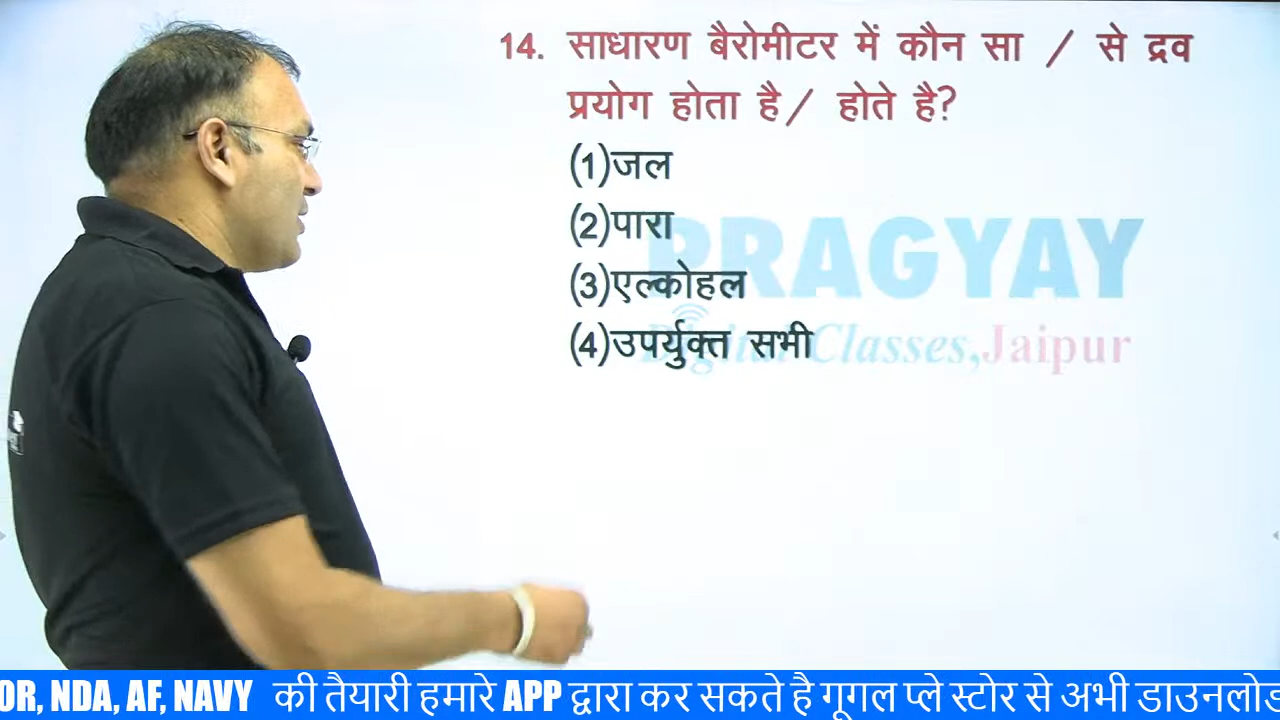 14. साधारण बैरोमीटर में कौन सा / से द्रव
प्रयोग होता है/ होते है?
(1)जल
(2)पारा
(3)एल्कोहल
(4)उपर्युक्त सभी
PRAGYAY
Digital Classes,Jaipur
OR, NDA, AF, NAVY की तैयारी हमारे APP द्वारा कर सकते है गूगल प्ले स्टोर से अभी डाउनलोड